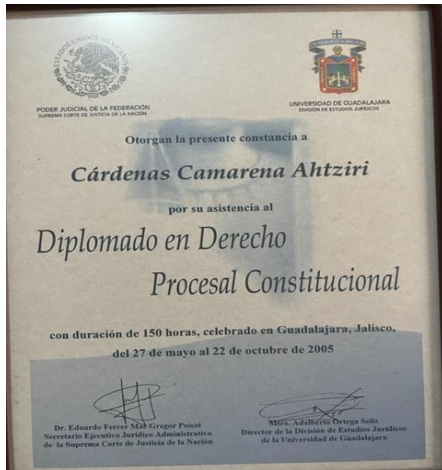 ESTADOS UNIDOS MEXICANOS
PODER JUDICIAL DE LA FEDERACIÓN
SUPREMA CORTE DE JUSTICIA DE LA NACIÓN
UNIVERSIDAD DE GUADALAJARA
DIVISIÓN DE ESTUDIOS JURÍDICOS
Otorgan la presente constancia a
Cárdenas Camarena Ahtziri
por su asistencia al
Diplomado en Derecho
Procesal Constitucional
con duración de 150 horas, celebrado en Guadalajara, Jalisco,
del 27 de mayo al 22 de octubre de 2005
Dr. Eduardo Ferrer Mac Gregor Poisot
Secretario Ejecutivo Jurídico Administrativo
de la Suprema Corte de Justicia de la Nación
Mtro. Adalberto Ortega Solís
Director de la División de Estudios Jurídicos
de la Universidad de Guadalajara